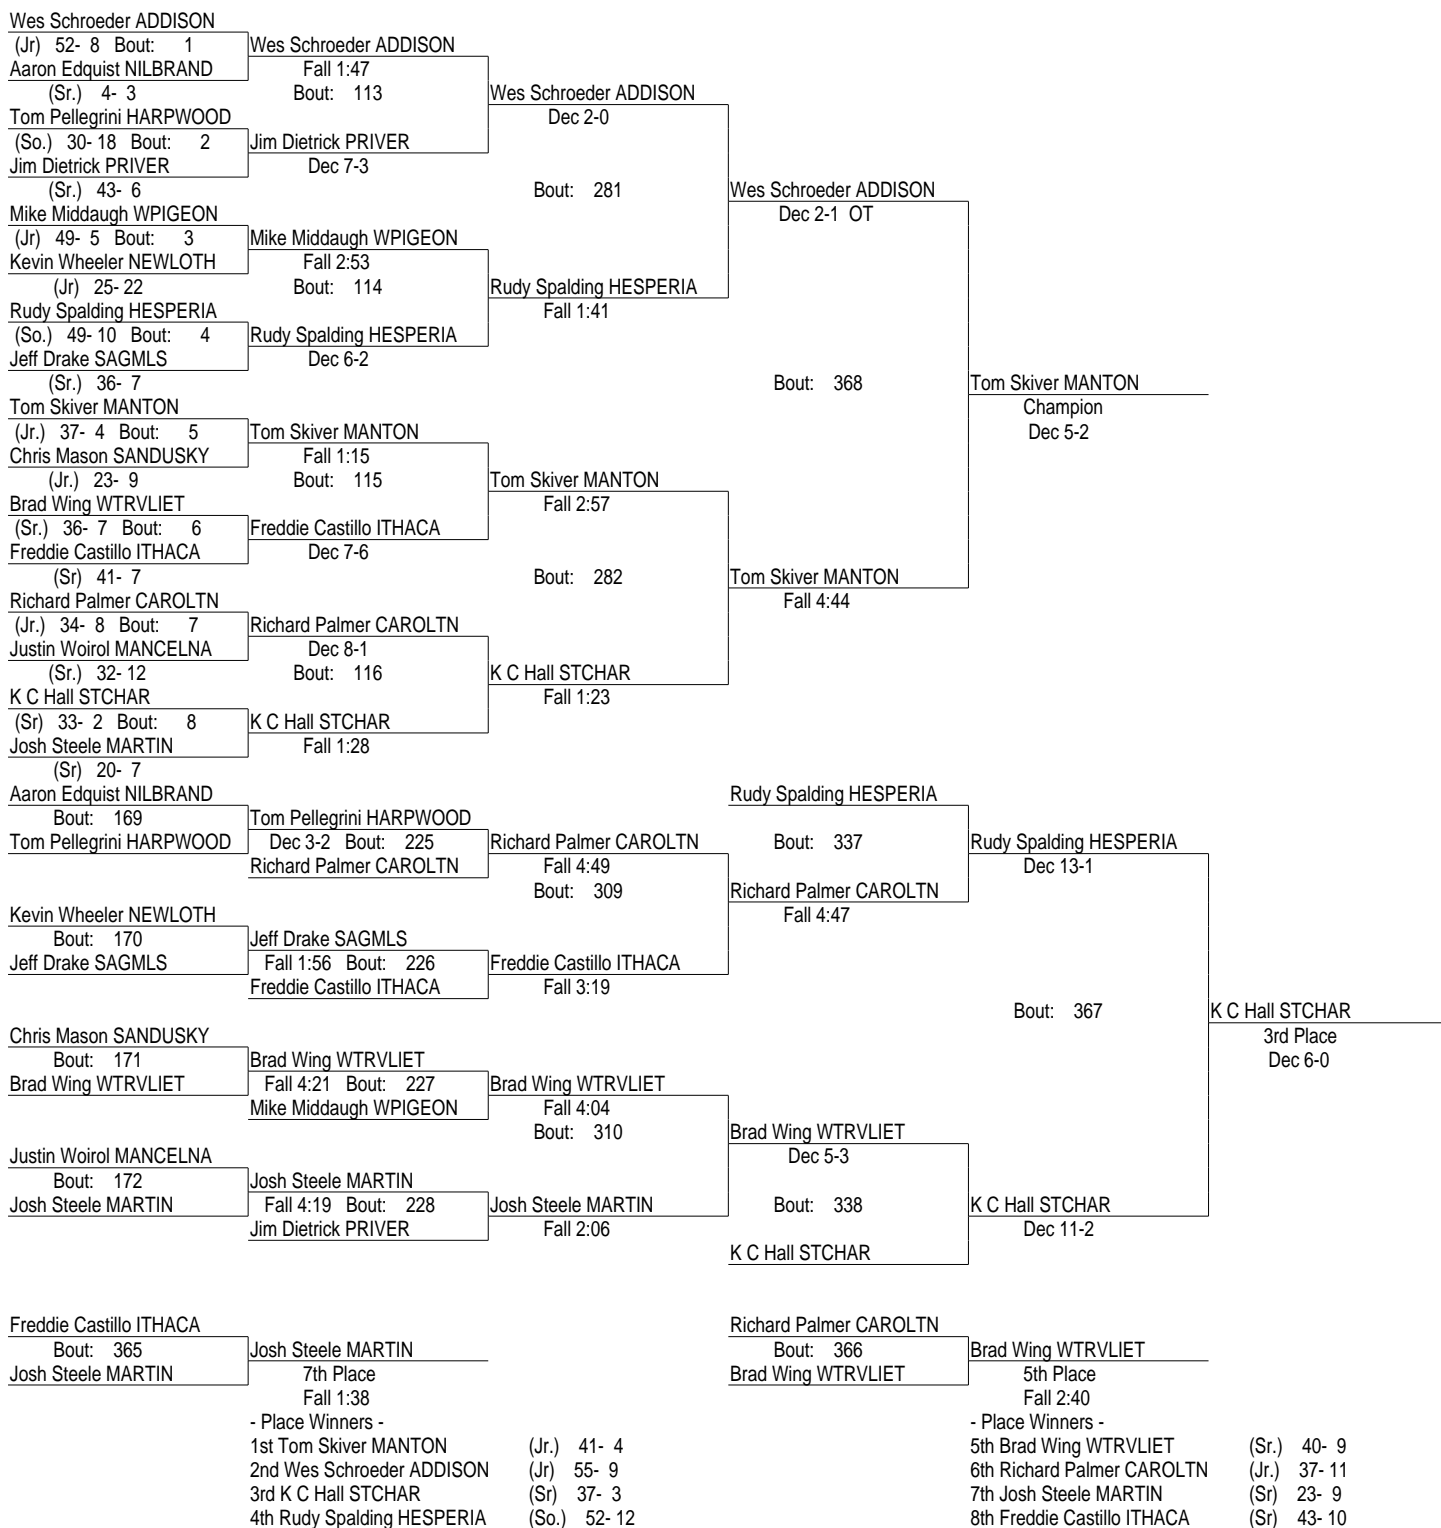 Wes Schroeder ADDISON
(Jr) 52- 8 Bout: 1 Wes Schroeder ADDISON
Aaron Edquist NILBRAND Fall 1:47
(Sr.) 4- 3 Bout: 113 Wes Schroeder ADDISON
Tom Pellegrini HARPWOOD Dec 2-0
(So.) 30- 18 Bout: 2 Jim Dietrick PRIVER
Jim Dietrick PRIVER Dec 7-3
(Sr.) 43- 6 Bout: 281 Wes Schroeder ADDISON
Mike Middaugh WPIGEON Dec 2-1 OT
(Jr) 49- 5 Bout: 3 Mike Middaugh WPIGEON
Kevin Wheeler NEWLOTH Fall 2:53
(Jr) 25- 22 Bout: 114 Rudy Spalding HESPERIA
Rudy Spalding HESPERIA Fall 1:41
(So.) 49- 10 Bout: 4 Rudy Spalding HESPERIA
Jeff Drake SAGMLS Dec 6-2
(Sr.) 36- 7 Bout: 368 Tom Skiver MANTON
Tom Skiver MANTON Champion
(Jr.) 37- 4 Bout: 5 Tom Skiver MANTON Dec 5-2
Chris Mason SANDUSKY Fall 1:15
(Jr.) 23- 9 Bout: 115 Tom Skiver MANTON
Brad Wing WTRVLIET Fall 2:57
(Sr.) 36- 7 Bout: 6 Freddie Castillo ITHACA
Freddie Castillo ITHACA Dec 7-6
(Sr) 41- 7 Bout: 282 Tom Skiver MANTON
Richard Palmer CAROLTN Fall 4:44
(Jr.) 34- 8 Bout: 7 Richard Palmer CAROLTN
Justin Woirol MANCELNA Dec 8-1
(Sr.) 32- 12 Bout: 116 K C Hall STCHAR
K C Hall STCHAR Fall 1:23
(Sr) 33- 2 Bout: 8 K C Hall STCHAR
Josh Steele MARTIN Fall 1:28
(Sr) 20- 7
Aaron Edquist NILBRAND Rudy Spalding HESPERIA
Bout: 169 Tom Pellegrini HARPWOOD
Tom Pellegrini HARPWOOD Dec 3-2 Bout: 225 Richard Palmer CAROLTN Bout: 337 Rudy Spalding HESPERIA
Richard Palmer CAROLTN Fall 4:49 Dec 13-1
Bout: 309 Richard Palmer CAROLTN
Kevin Wheeler NEWLOTH Fall 4:47
Bout: 170 Jeff Drake SAGMLS
Jeff Drake SAGMLS Fall 1:56 Bout: 226 Freddie Castillo ITHACA
Freddie Castillo ITHACA Fall 3:19
Bout: 367 K C Hall STCHAR
Chris Mason SANDUSKY 3rd Place
Bout: 171 Brad Wing WTRVLIET Dec 6-0
Brad Wing WTRVLIET Fall 4:21 Bout: 227 Brad Wing WTRVLIET
Mike Middaugh WPIGEON Fall 4:04
Bout: 310 Brad Wing WTRVLIET
Justin Woirol MANCELNA Dec 5-3
Bout: 172 Josh Steele MARTIN
Josh Steele MARTIN Fall 4:19 Bout: 228 Josh Steele MARTIN Bout: 338 K C Hall STCHAR
Jim Dietrick PRIVER Fall 2:06 Dec 11-2
K C Hall STCHAR
Freddie Castillo ITHACA Richard Palmer CAROLTN
Bout: 365 Josh Steele MARTIN Bout: 366 Brad Wing WTRVLIET
Josh Steele MARTIN 7th Place Brad Wing WTRVLIET 5th Place
Fall 1:38 Fall 2:40
- Place Winners - - Place Winners -
1st Tom Skiver MANTON (Jr.) 41- 4 5th Brad Wing WTRVLIET (Sr.) 40- 9
2nd Wes Schroeder ADDISON (Jr) 55- 9 6th Richard Palmer CAROLTN (Jr.) 37- 11
3rd K C Hall STCHAR (Sr) 37- 3 7th Josh Steele MARTIN (Sr) 23- 9
4th Rudy Spalding HESPERIA (So.) 52- 12 8th Freddie Castillo ITHACA (Sr) 43- 10